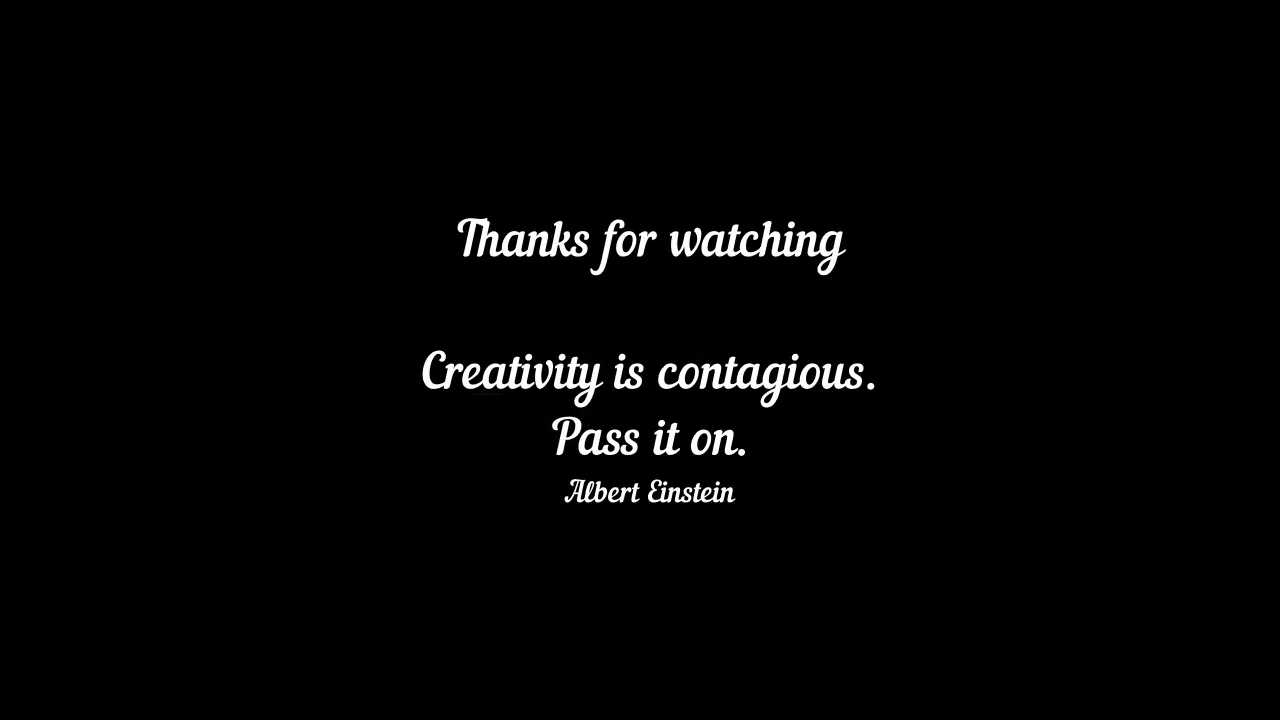 Thanks for watching
Creativity is contagious.
Pass it on.
Albert Einstein